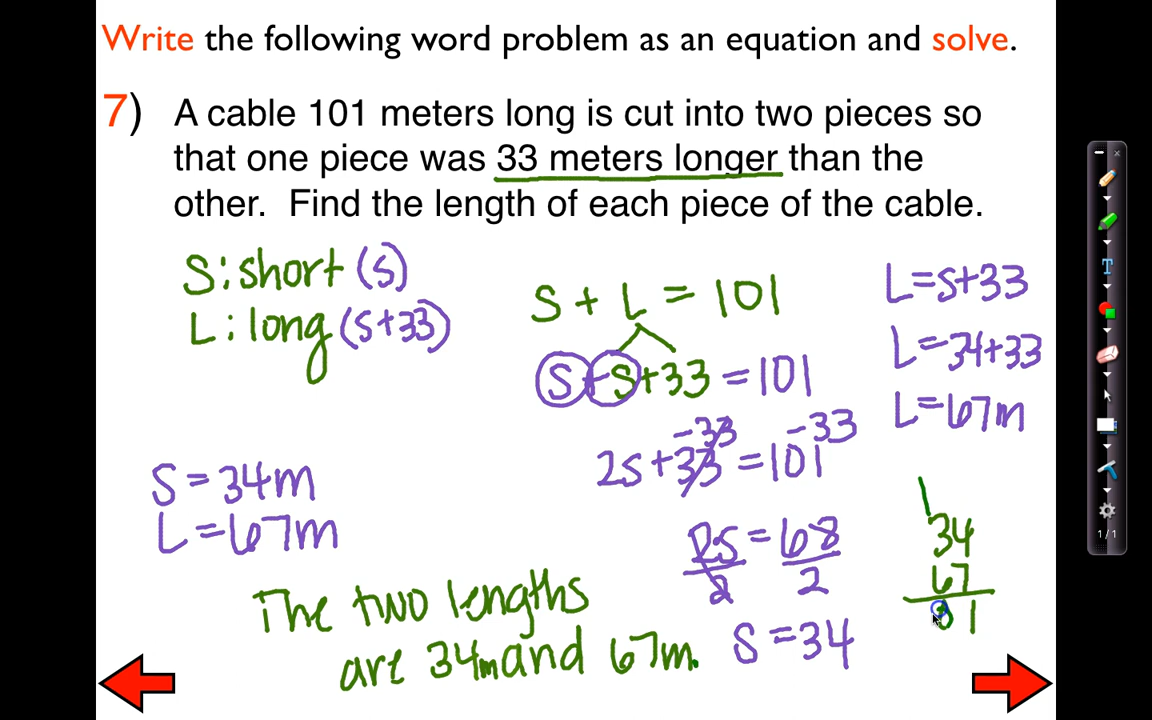 Write the following word problem as an equation and solve.
7) A cable 101 meters long is cut into two pieces so
that one piece was 33 meters longer than the
other. Find the length of each piece of the cable.
S: short (s)
L: long (s+33)
S + L = 101
s + s + 33 = 101
-33 -33
2s + 33 = 101
2s = 68
2 2
S = 34
L = s+33
L = 34+33
L = 67m
S = 34m
L = 67m
The two lengths
are 34m and 67m.
1
34
67
1
T
1/1